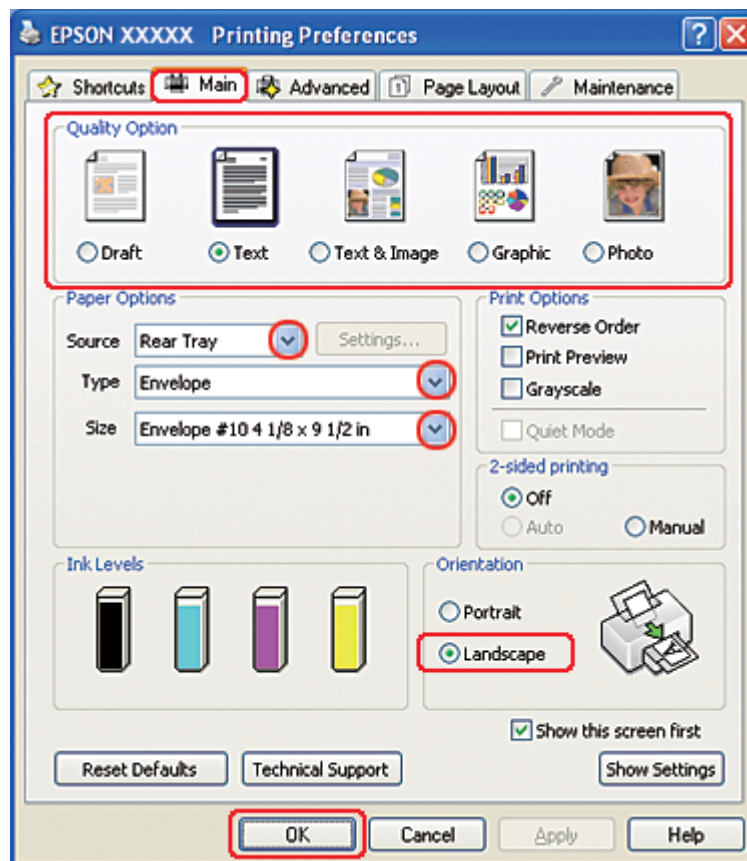 EPSON XXXXX Printing Preferences
Shortcuts Main Advanced Page Layout Maintenance
Quality Option
Draft Text Text & Image Graphic Photo
Paper Options
Source Rear Tray Settings...
Type Envelope
Size Envelope #10 4 1/8 x 9 1/2 in
Print Options
Reverse Order
Print Preview
Grayscale
Quiet Mode
2-sided printing
Off
Auto Manual
Ink Levels
Orientation
Portrait
Landscape
Show this screen first
Reset Defaults Technical Support Show Settings
OK Cancel Apply Help